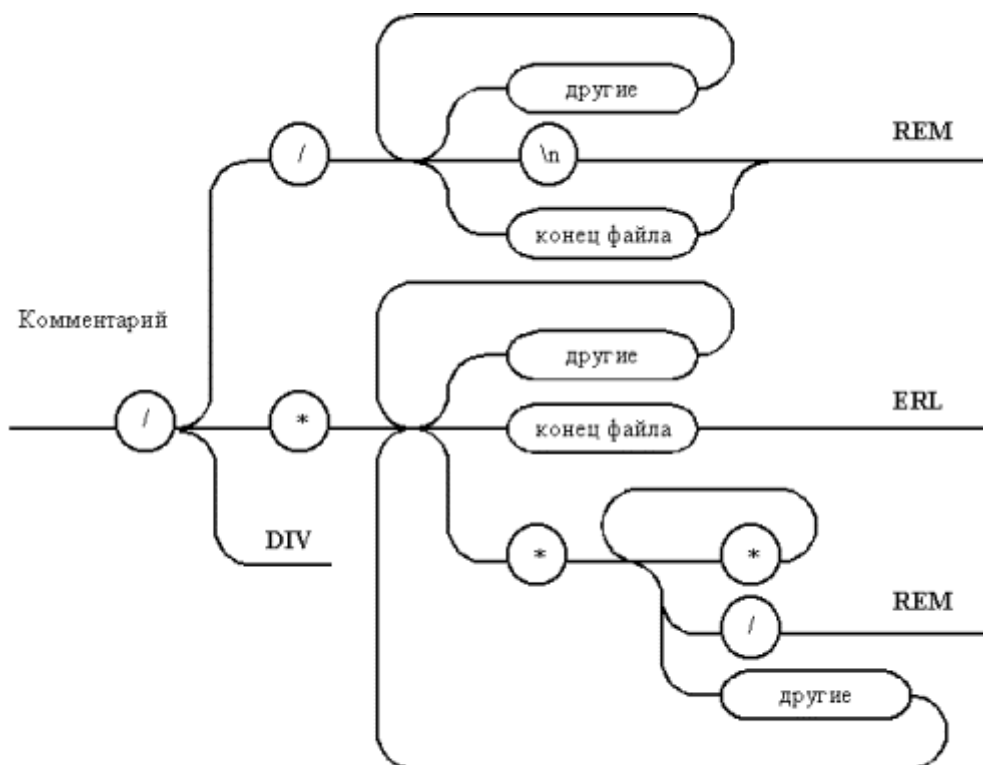 другие
/
\n
REM
конец файла
Комментарий
другие
/
*
конец файла
ERL
DIV
*
*
/
REM
другие